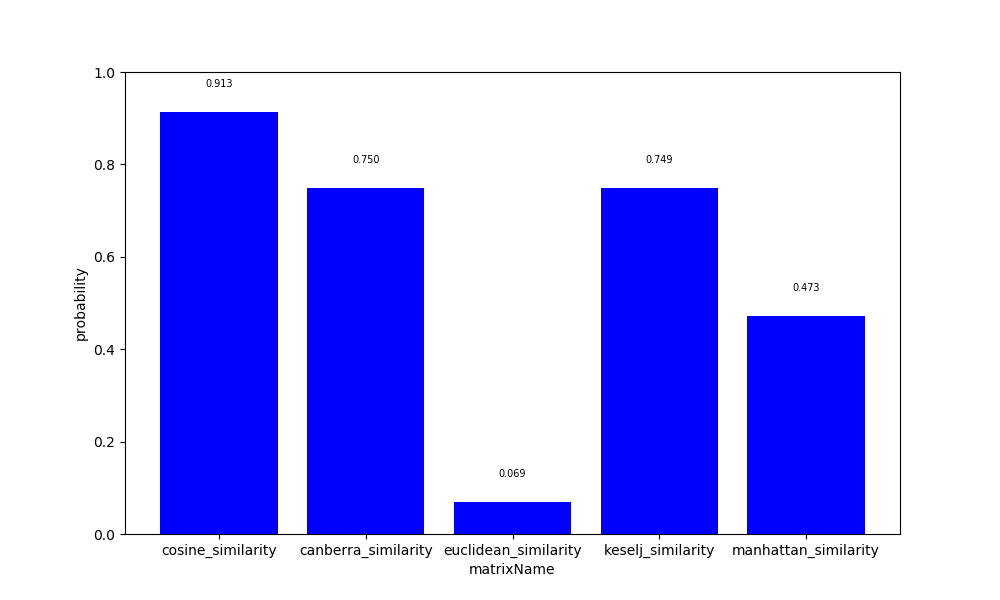 1.0
0.8
0.6
0.4
0.2
0.0
probability
0.913
0.750
0.069
0.749
0.473
cosine_similarity
canberra_similarity
euclidean_similarity
keselj_similarity
manhattan_similarity
matrixName